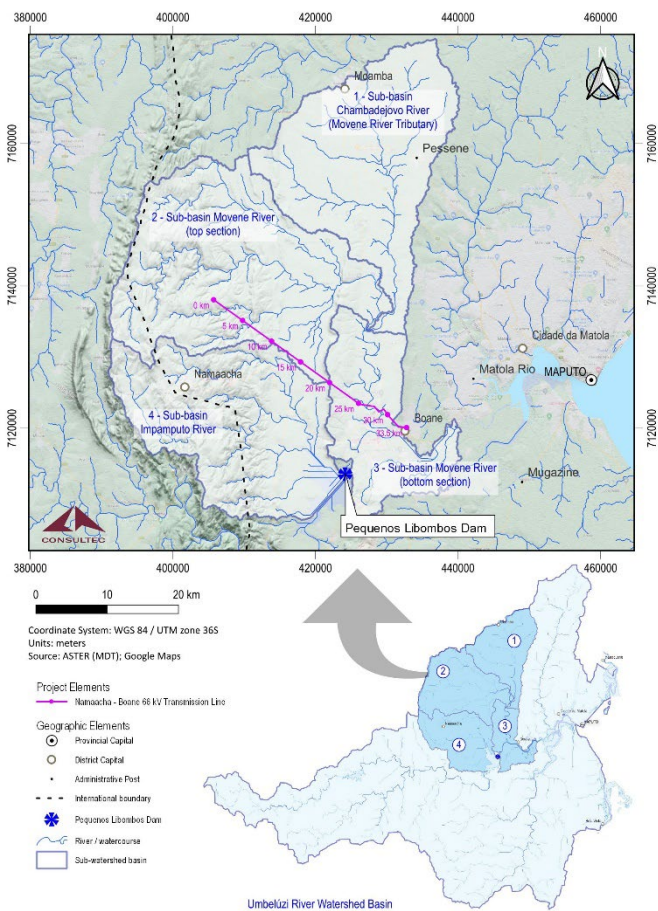 N
Moamba
1 - Sub-basin
Chambadejovo River
(Movene River Tributary)
Pessene
2 - Sub-basin Movene River
(top section)
0 km
5 km
10 km
15 km
20 km
25 km
30 km
33.5 km
Namaacha
4 - Sub-basin
Impamputo River
Cidade da Matola
Matola Rio
MAPUTO
Boane
3 - Sub-basin Movene River
(bottom section)
Mugazine
Pequenos Libombos Dam
CONSULTEC
380000
400000
420000
440000
460000
7160000
7140000
7120000
7160000
7140000
7120000
380000
400000
420000
440000
460000
0
10
20 km
Coordinate System: WGS 84 / UTM zone 36S
Units: meters
Source: ASTER (MDT); Google Maps
Project Elements
Namaacha - Boane 66 kV Transmission Line
Geographic Elements
Provincial Capital
District Capital
Administrative Post
International boundary
Pequenos Libombos Dam
River / watercourse
Sub-watershed basin
1
2
3
4
Umbelúzi River Watershed Basin